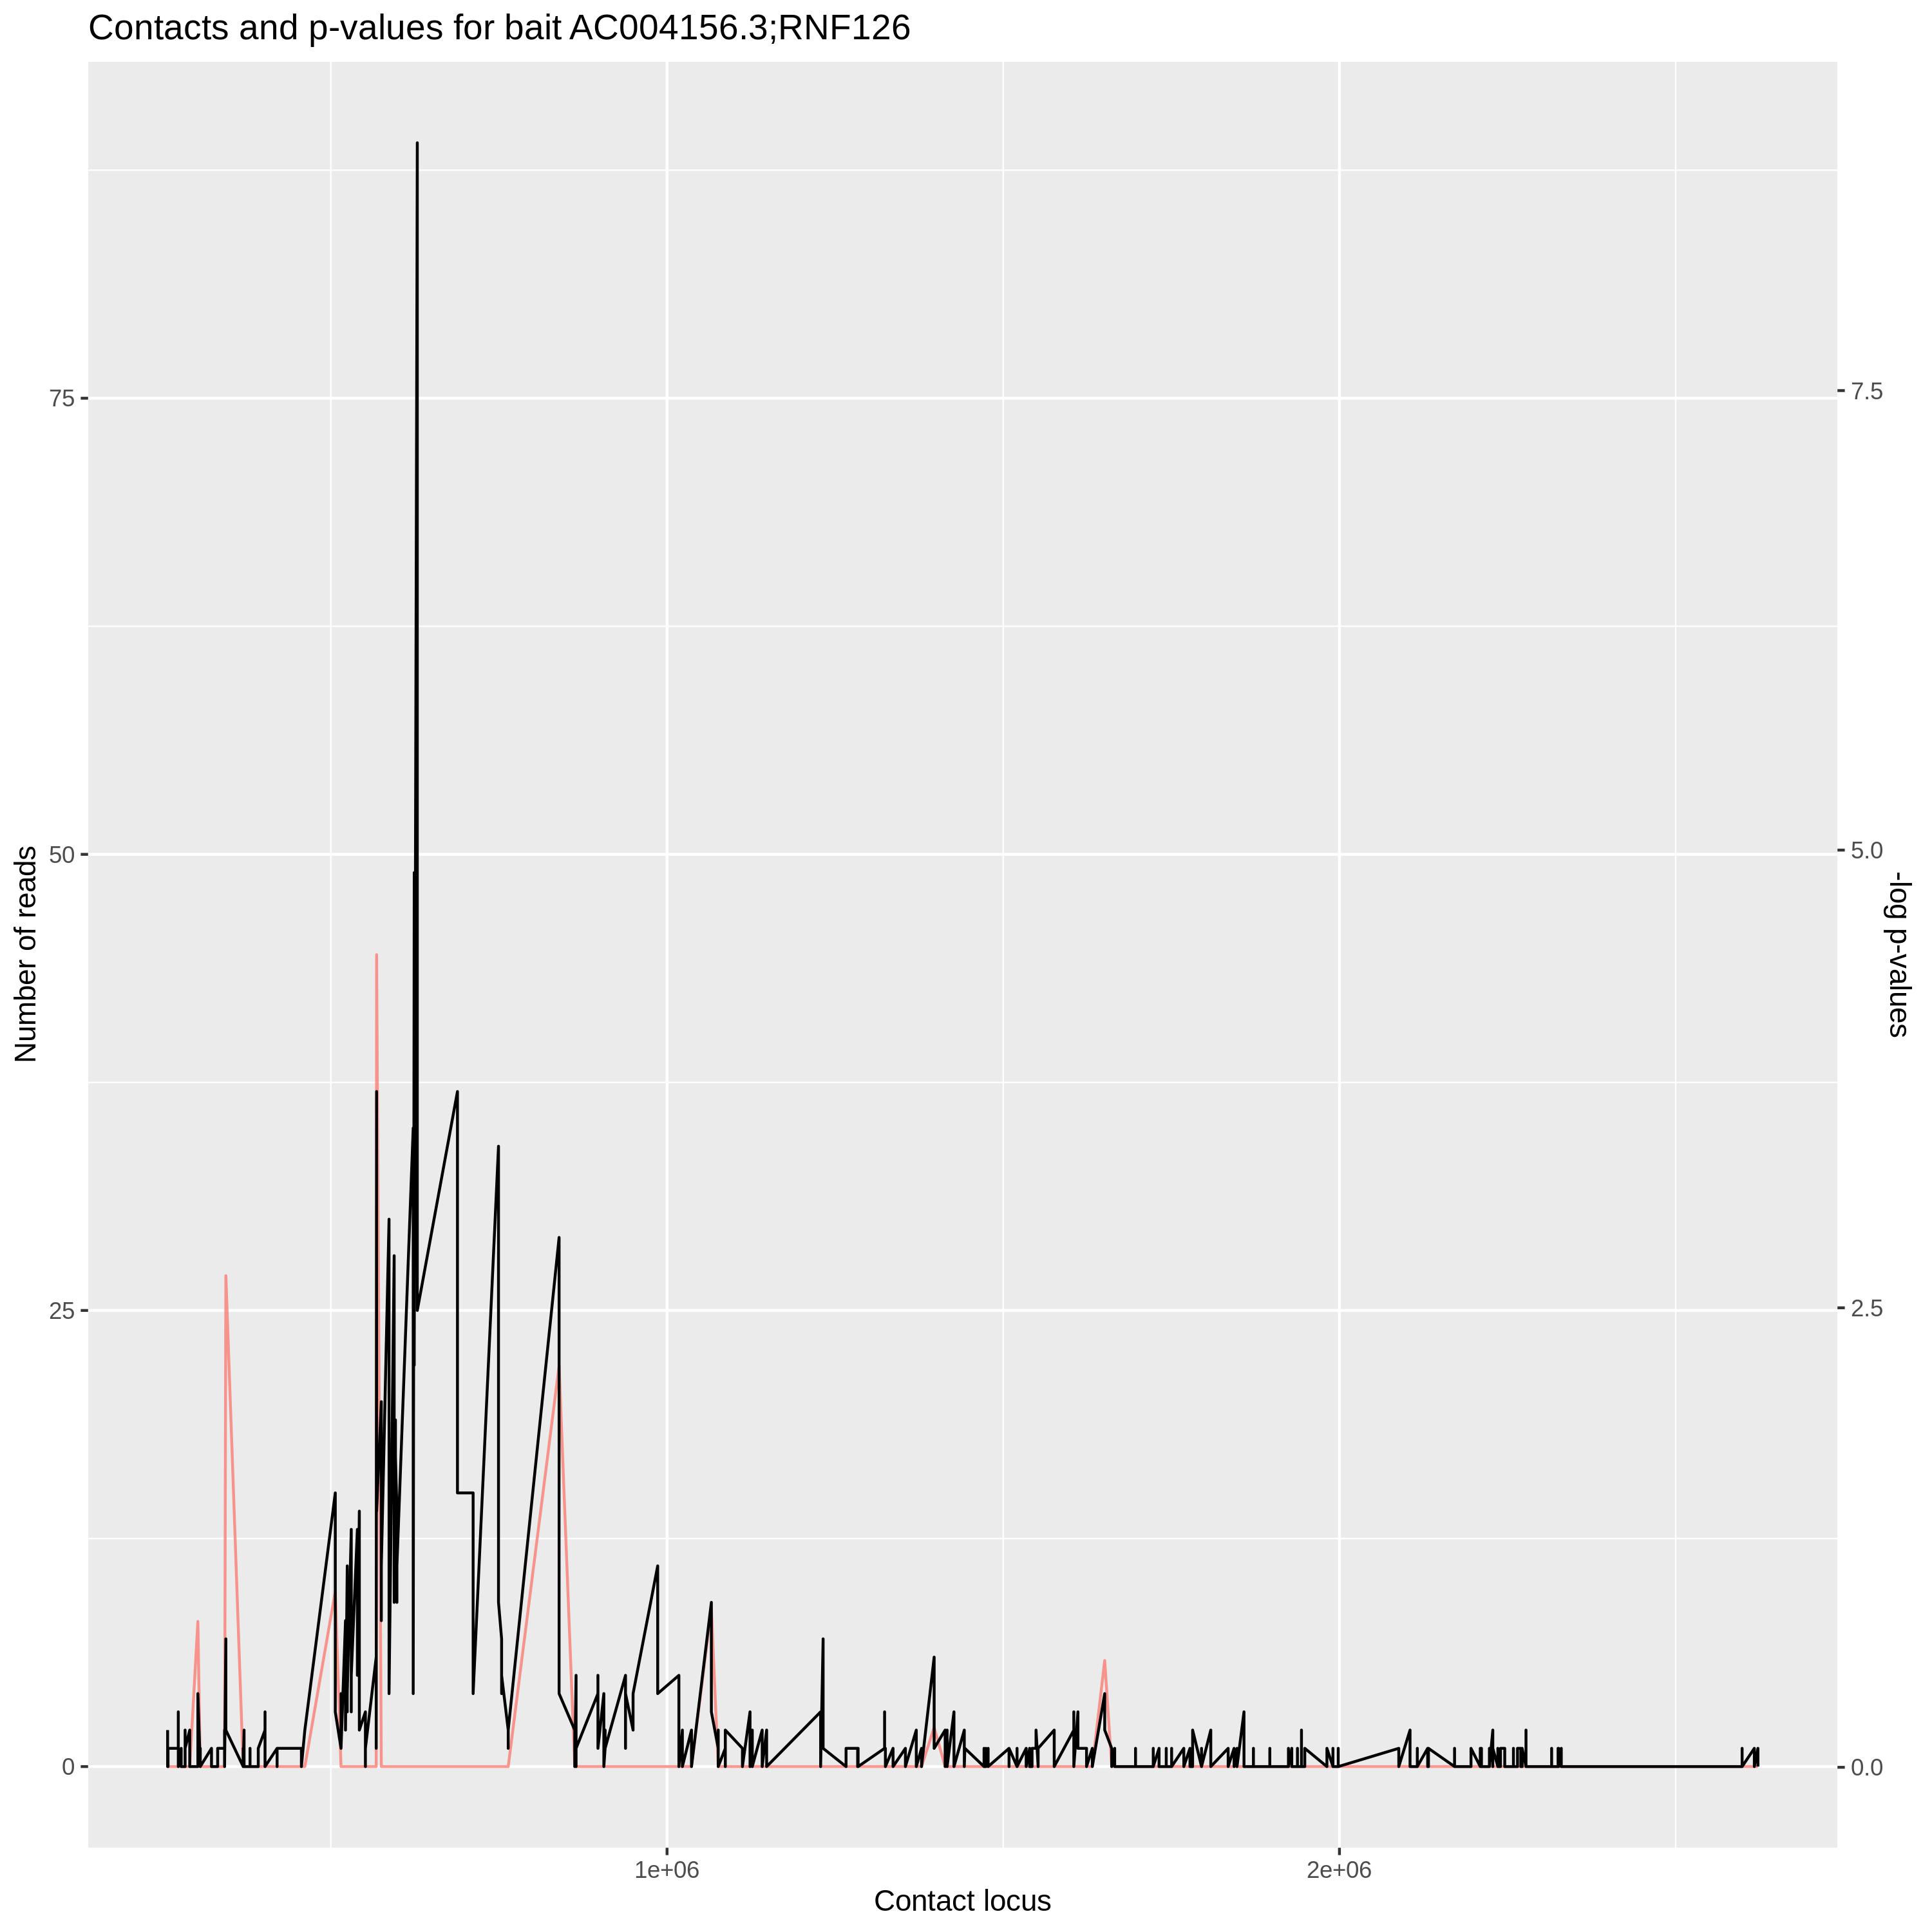 Contacts and p-values for bait AC004156.3;RNF126
75
50
25
0
7.5
5.0
2.5
0.0
Number of reads
-log p-values
1e+06
2e+06
Contact locus